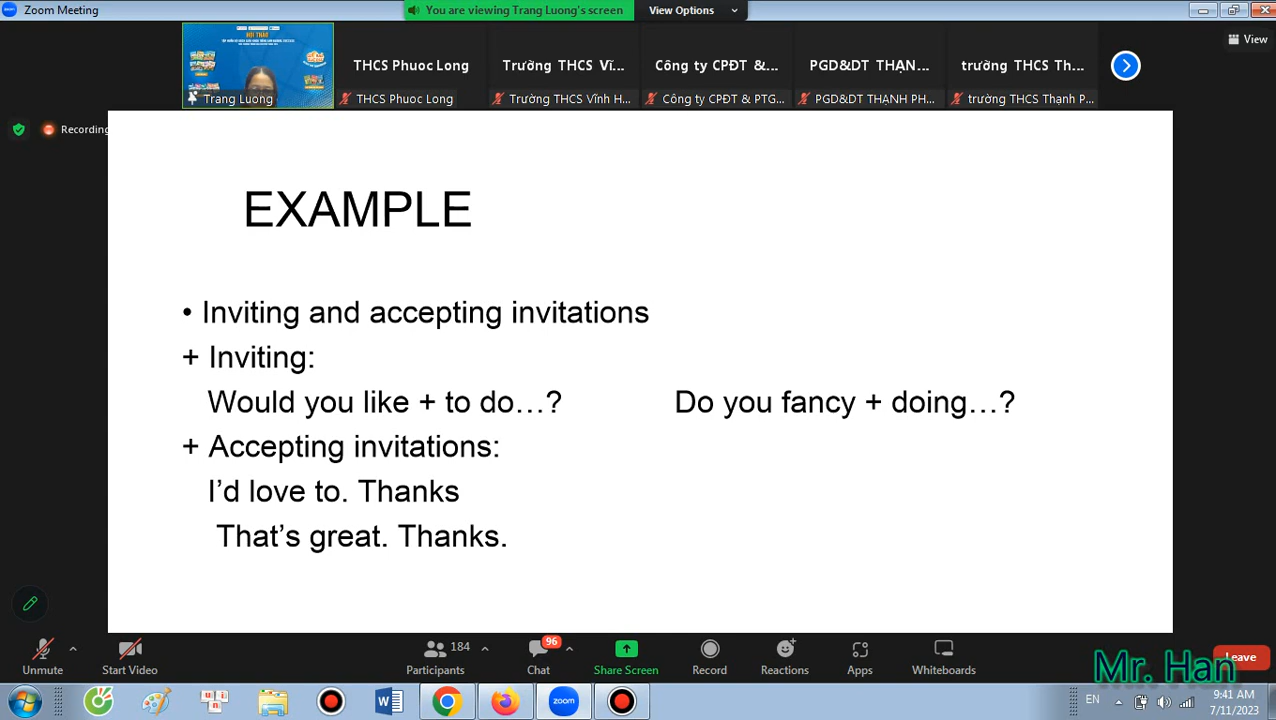 Zoom Meeting
You are viewing Trang Luong's screen
View Options
View
HỘI THẢO
Trang Luong
THCS Phuoc Long
THCS Phuoc Long
Trường THCS Vĩ...
Trường THCS Vĩnh H...
Công ty CPĐT &...
Công ty CPĐT & PTG...
PGD&DT THẠN...
PGD&DT THẠNH PH...
trường THCS Th...
trường THCS Thạnh P...
Recording
EXAMPLE
• Inviting and accepting invitations
+ Inviting:
Would you like + to do…? Do you fancy + doing…?
+ Accepting invitations:
I’d love to. Thanks
That’s great. Thanks.
Unmute
Start Video
184
Participants
96
Chat
Share Screen
Record
Reactions
Apps
Whiteboards
Leave
Mr. Han
EN
9:41 AM
7/11/2023